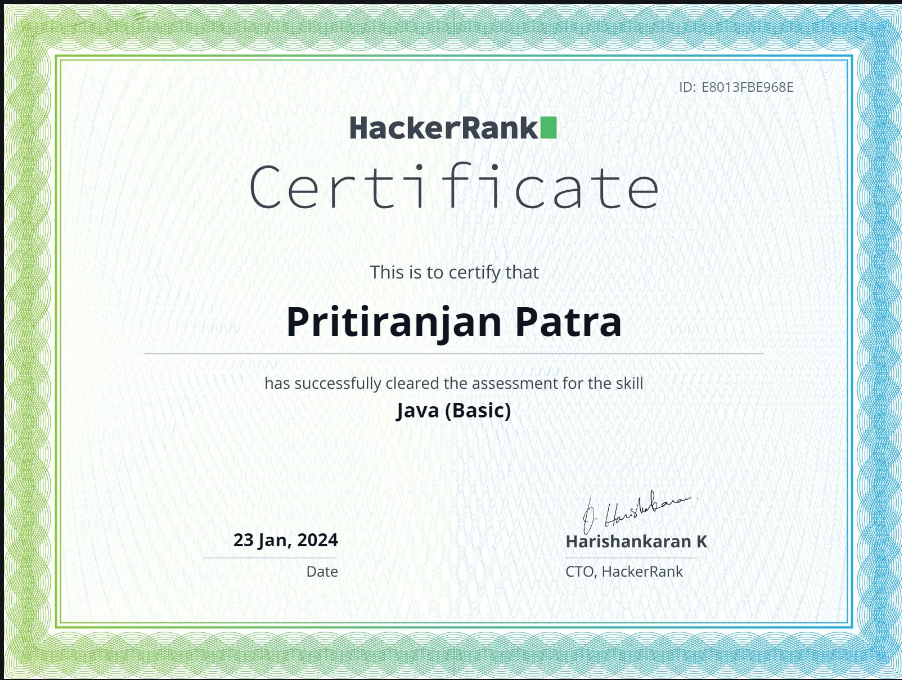 ID: E8013FBE968E
HackerRank
Certificate
This is to certify that
Pritiranjan Patra
has successfully cleared the assessment for the skill
Java (Basic)
23 Jan, 2024
Date
Harishankaran K
CTO, HackerRank